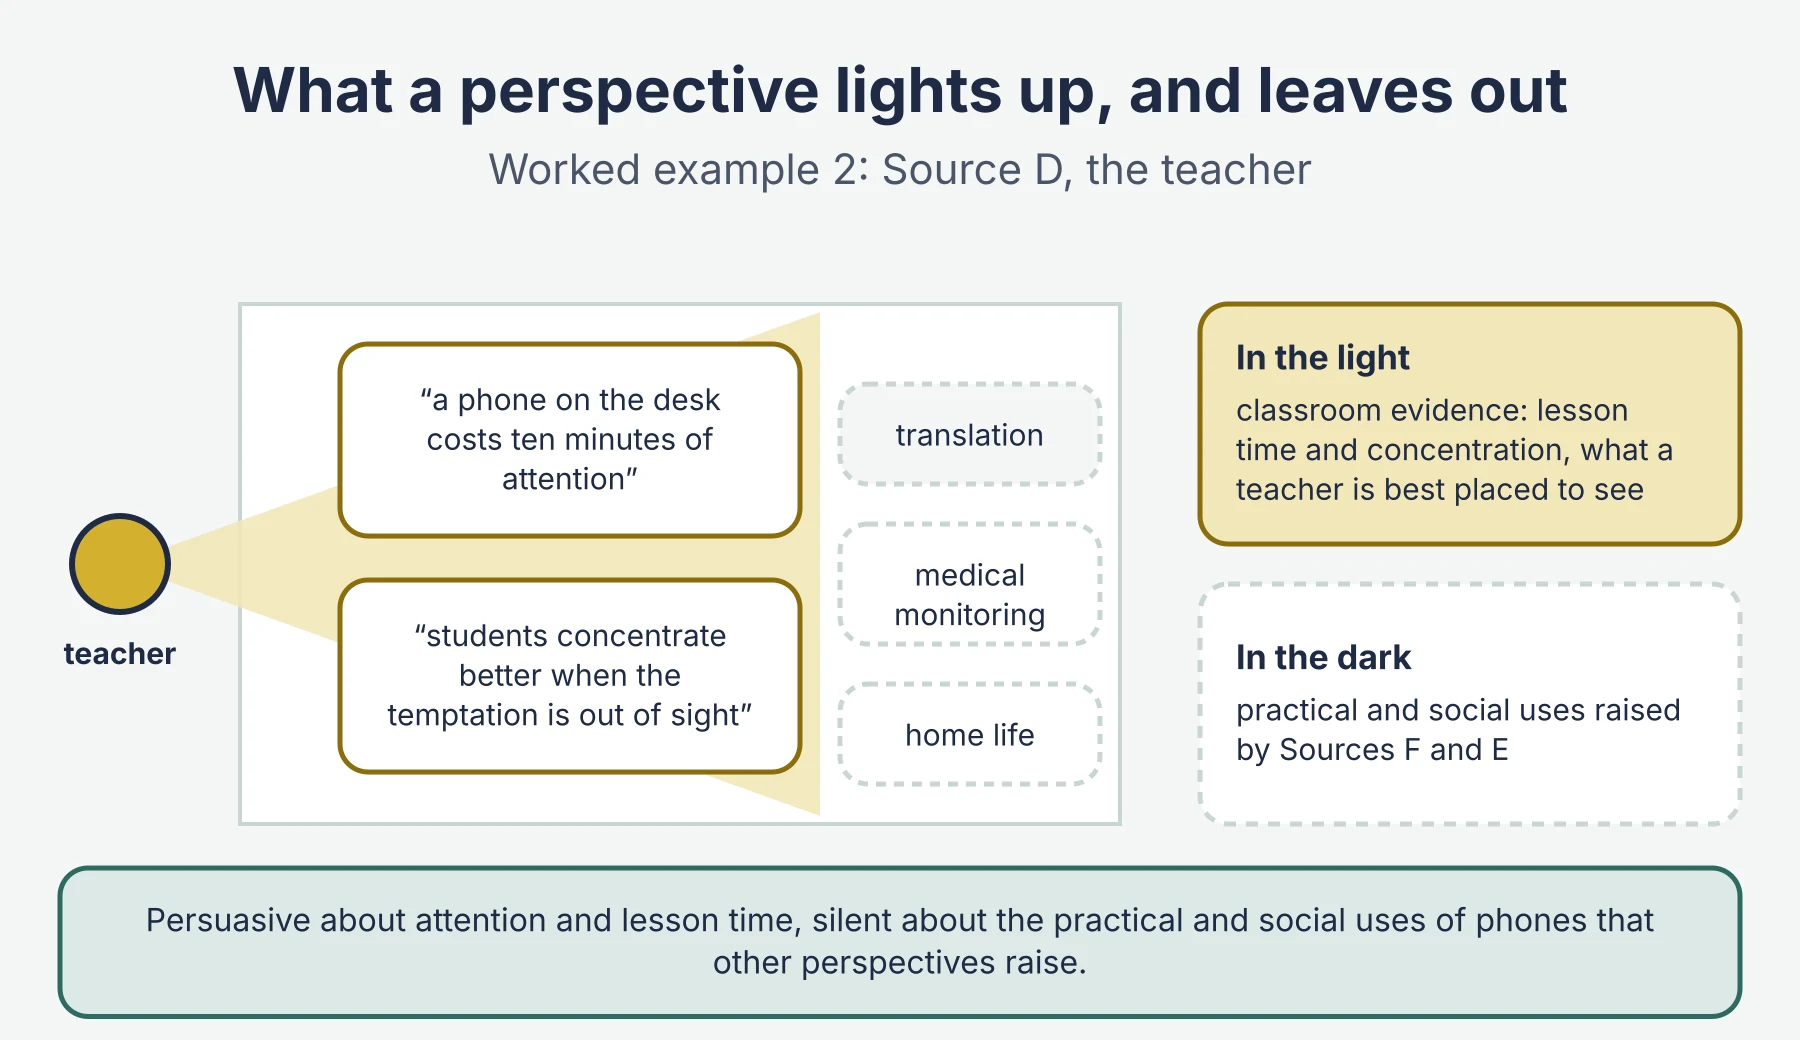 What a perspective lights up, and leaves out
Worked example 2: Source D, the teacher
teacher
“a phone on the desk
costs ten minutes of
attention”
“students concentrate
better when the
temptation is out of sight”
translation
medical
monitoring
home life
In the light
classroom evidence: lesson
time and concentration, what a
teacher is best placed to see
In the dark
practical and social uses raised
by Sources F and E
Persuasive about attention and lesson time, silent about the practical and social uses of phones that
other perspectives raise.